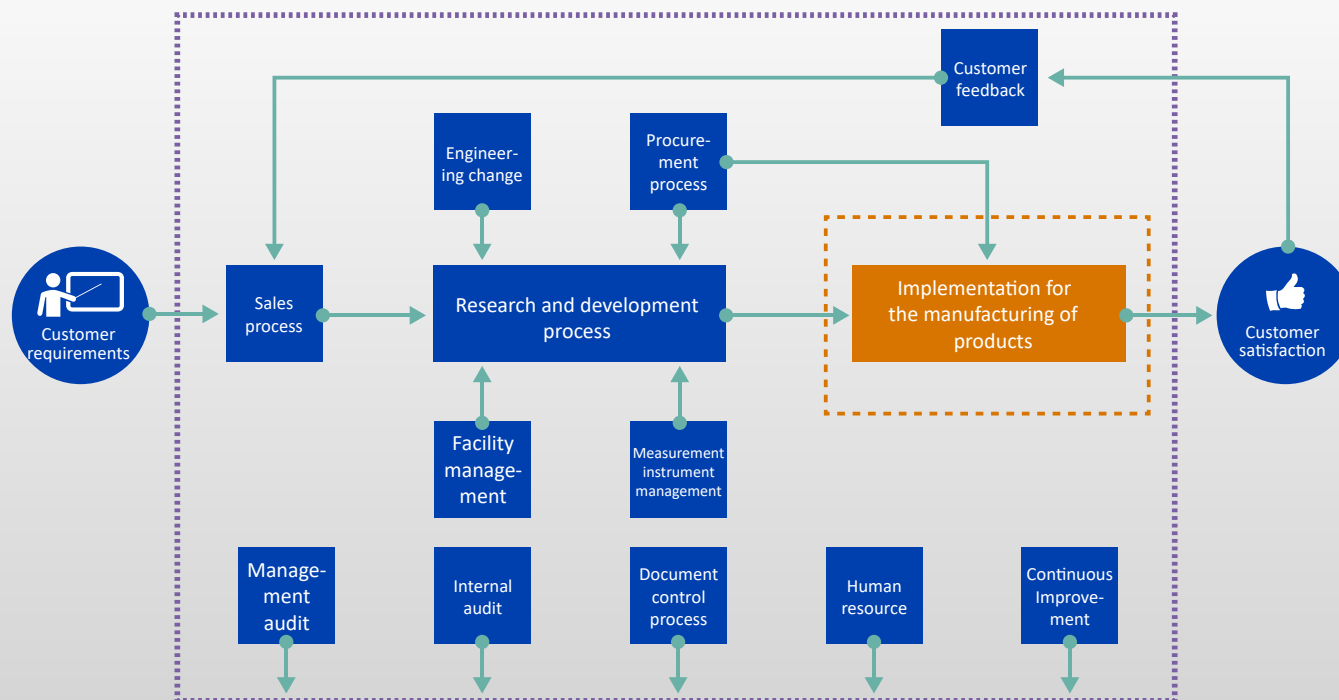 Customer
feedback
Engineer-
ing change
Procure-
ment
process
Customer
requirements
Sales
process
Research and development
process
Implementation for
the manufacturing of
products
Customer
satisfaction
Facility
manage-
ment
Measurement
instrument
management
Manage-
ment
audit
Internal
audit
Document
control
process
Human
resource
Continuous
Improve-
ment